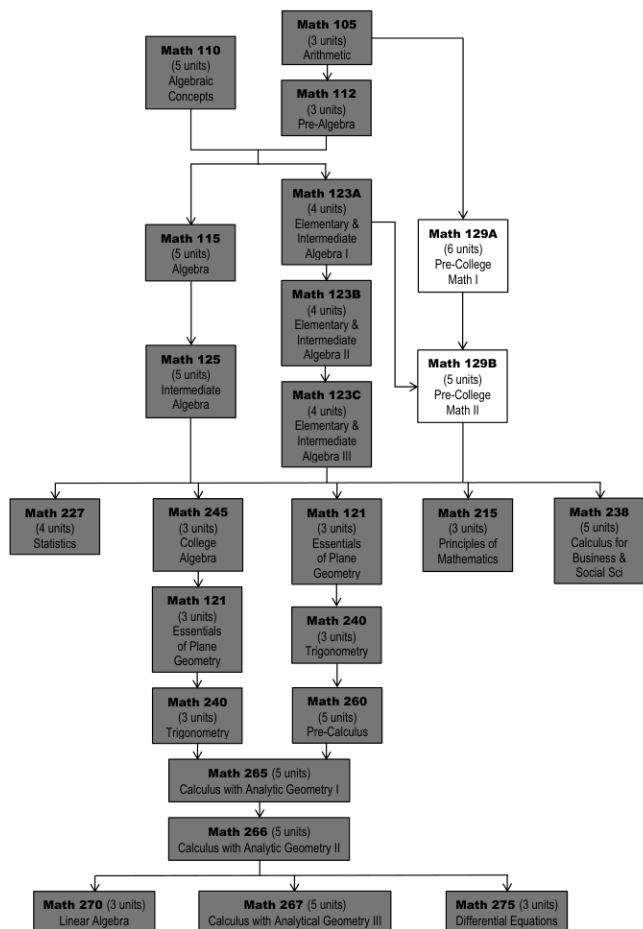 Math 105
(3 units)
Arithmetic
Math 110
(5 units)
Algebraic
Concepts
Math 112
(3 units)
Pre-Algebra
Math 123A
(4 units)
Elementary &
Intermediate
Algebra I
Math 115
(5 units)
Algebra
Math 129A
(6 units)
Pre-College
Math I
Math 123B
(4 units)
Elementary &
Intermediate
Algebra II
Math 125
(5 units)
Intermediate
Algebra
Math 129B
(5 units)
Pre-College
Math II
Math 123C
(4 units)
Elementary &
Intermediate
Algebra III
Math 227
(4 units)
Statistics
Math 245
(3 units)
College
Algebra
Math 121
(3 units)
Essentials
of Plane
Geometry
Math 215
(3 units)
Principles of
Mathematics
Math 238
(5 units)
Calculus for
Business &
Social Sci
Math 121
(3 units)
Essentials
of Plane
Geometry
Math 240
(3 units)
Trigonometry
Math 240
(3 units)
Trigonometry
Math 260
(5 units)
Pre-Calculus
Math 265 (5 units)
Calculus with Analytic Geometry I
Math 266 (5 units)
Calculus with Analytic Geometry II
Math 270 (3 units)
Linear Algebra
Math 267 (5 units)
Calculus with Analytical Geometry III
Math 275 (3 units)
Differential Equations